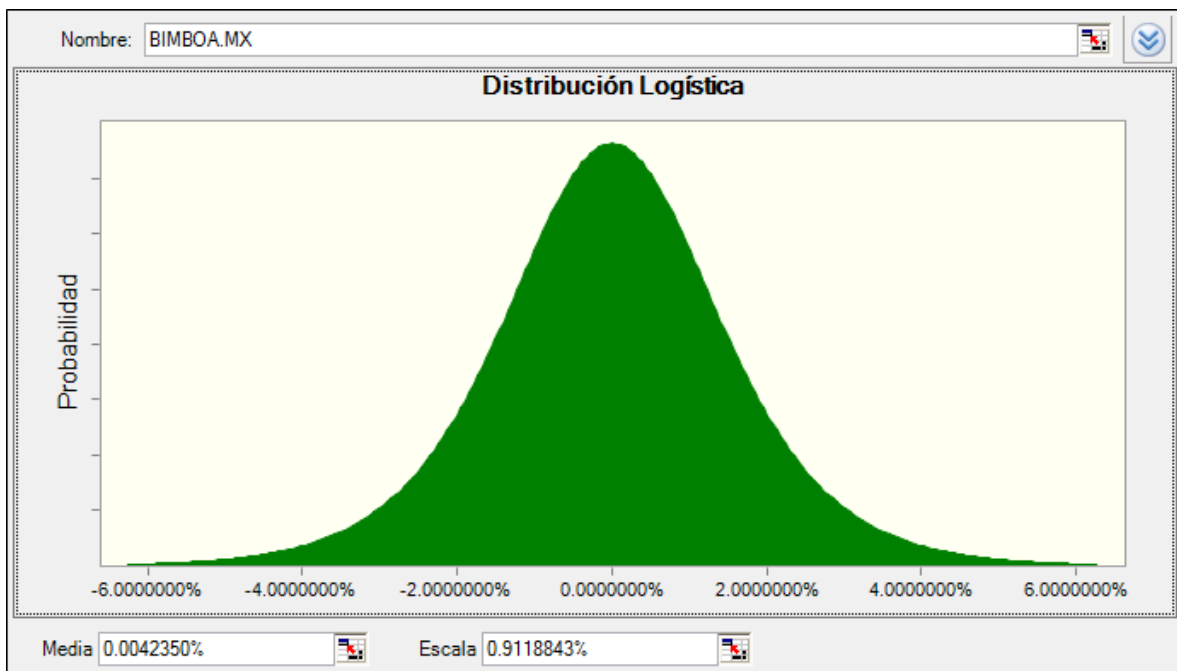 Nombre: BIMBOA.MX
Distribución Logística
Probabilidad
-6.0000000% -4.0000000% -2.0000000% 0.0000000% 2.0000000% 4.0000000% 6.0000000%
Media 0.0042350% Escala 0.9118843%